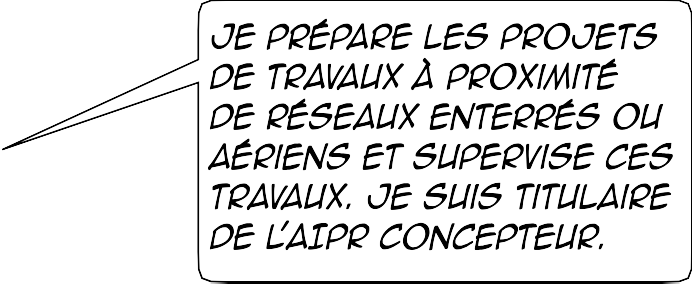 JE PRÉPARE LES PROJETS
DE TRAVAUX À PROXIMITÉ
DE RÉSEAUX ENTERRÉS OU
AÉRIENS ET SUPERVISE CES
TRAVAUX. JE SUIS TITULAIRE
DE L'AIPR CONCEPTEUR.